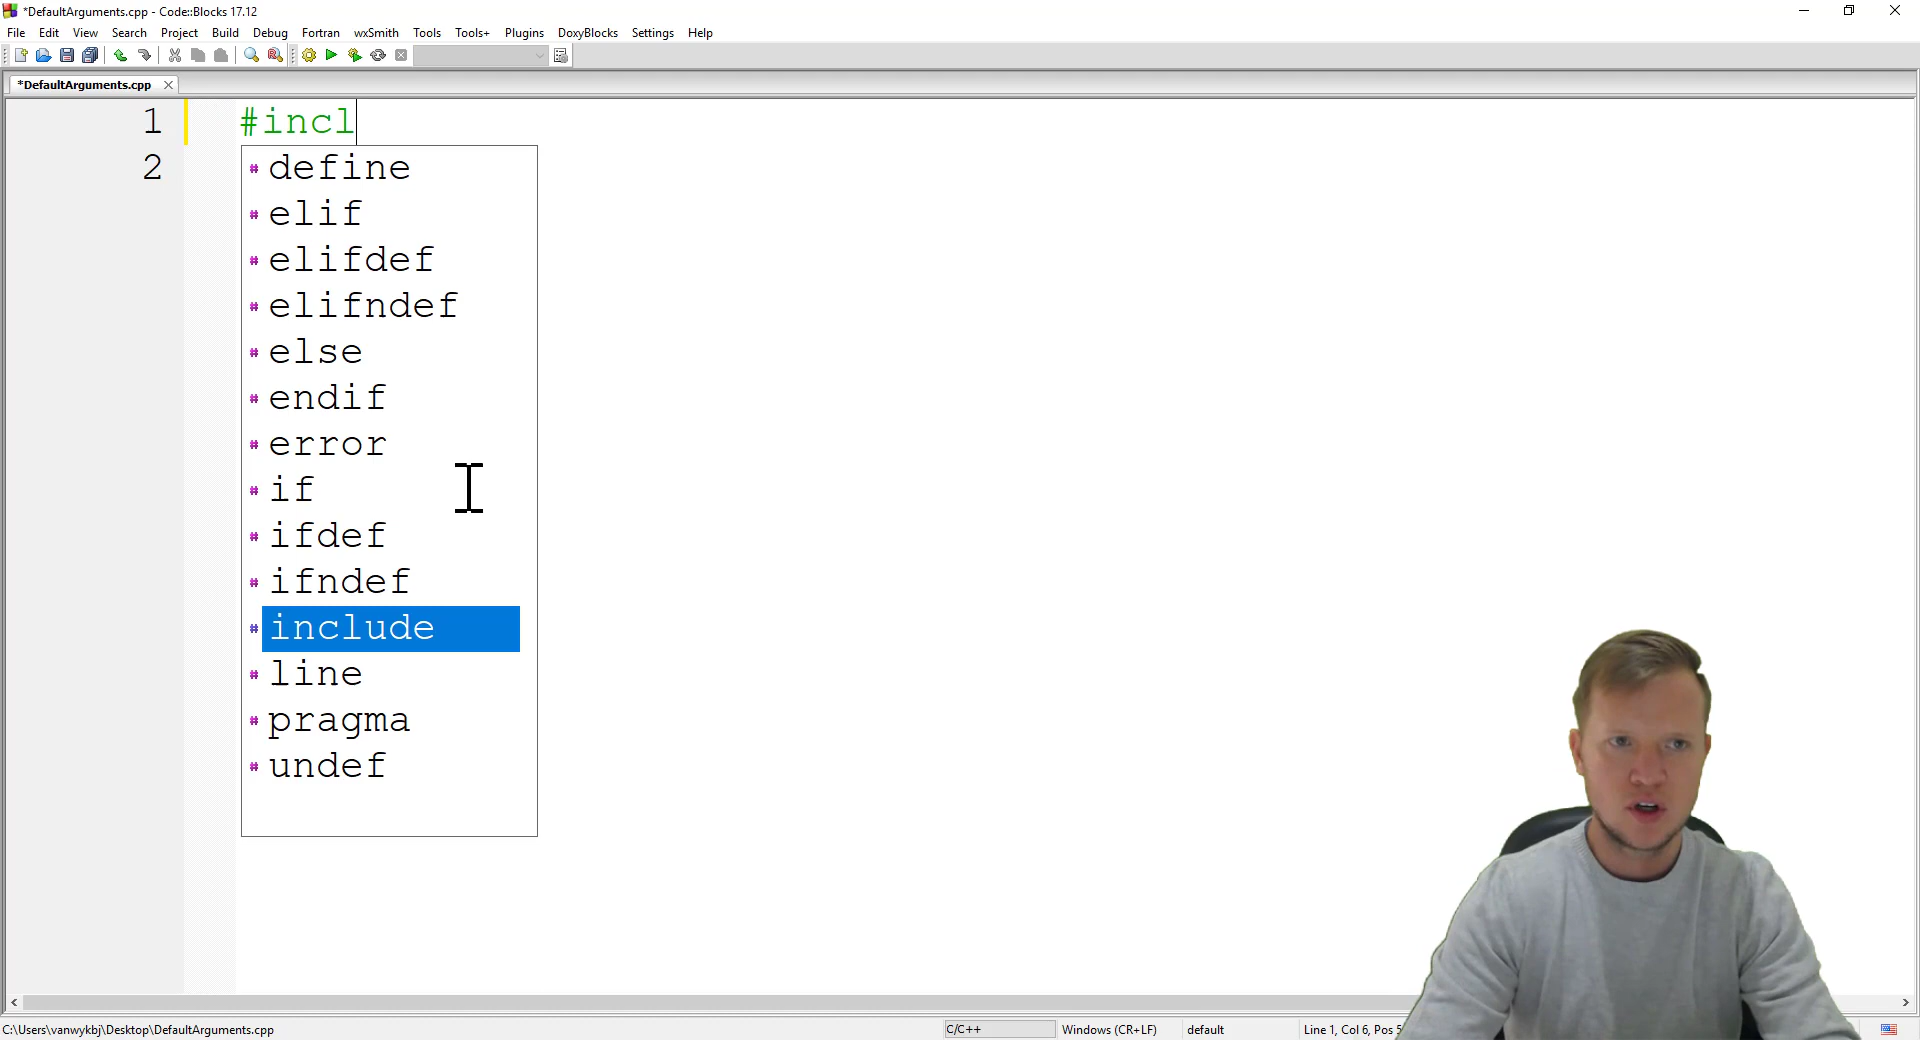 *DefaultArguments.cpp - Code::Blocks 17.12
File Edit View Search Project Build Debug Fortran wxSmith Tools Tools+ Plugins DoxyBlocks Settings Help
*DefaultArguments.cpp
1 #incl
2
define
elif
elifdef
elifndef
else
endif
error
if
ifdef
ifndef
include
line
pragma
undef
C:\Users\vanwykbj\Desktop\DefaultArguments.cpp C/C++ Windows (CR+LF) default Line 1, Col 6, Pos 5